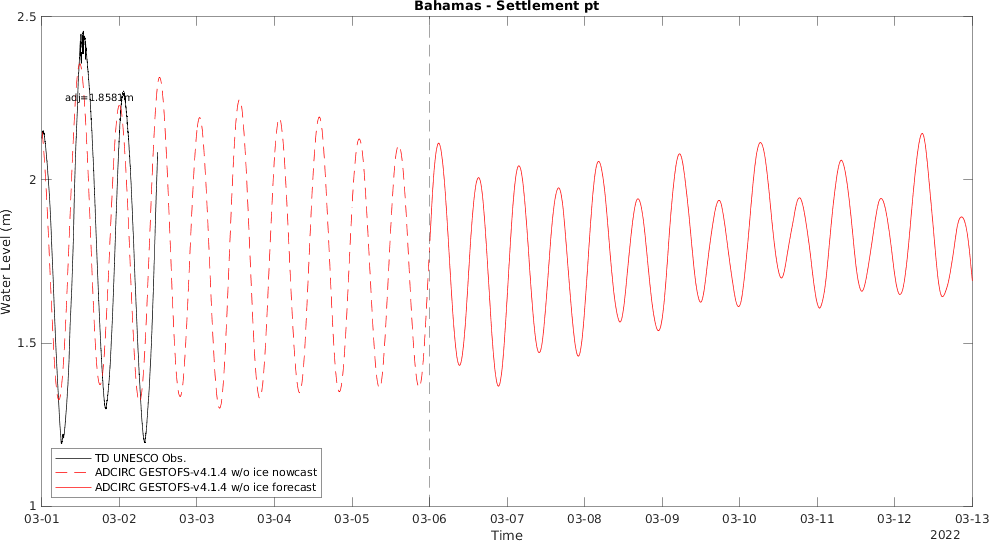 Bahamas - Settlement pt
2.5
2
1.5
1
Water Level (m)
adj=1.8581m
TD UNESCO Obs.
ADCIRC GESTOFS-v4.1.4 w/o ice nowcast
ADCIRC GESTOFS-v4.1.4 w/o ice forecast
03-01 03-02 03-03 03-04 03-05 03-06 03-07 03-08 03-09 03-10 03-11 03-12 03-13
Time
2022